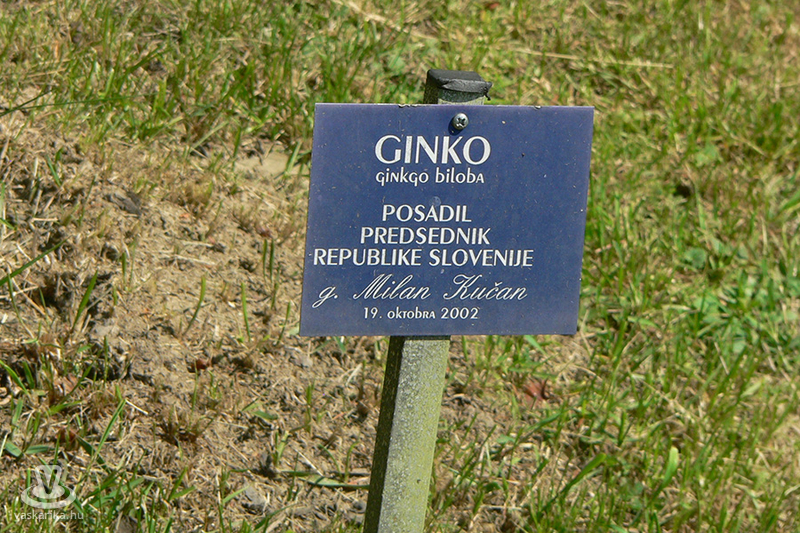 GINKO
ginkgo biloba
POSADIL
PREDSEDNIK
REPUBLIKE SLOVENIJE
g. Milan Kučan
19. oktobra 2002
vaskarika.hu